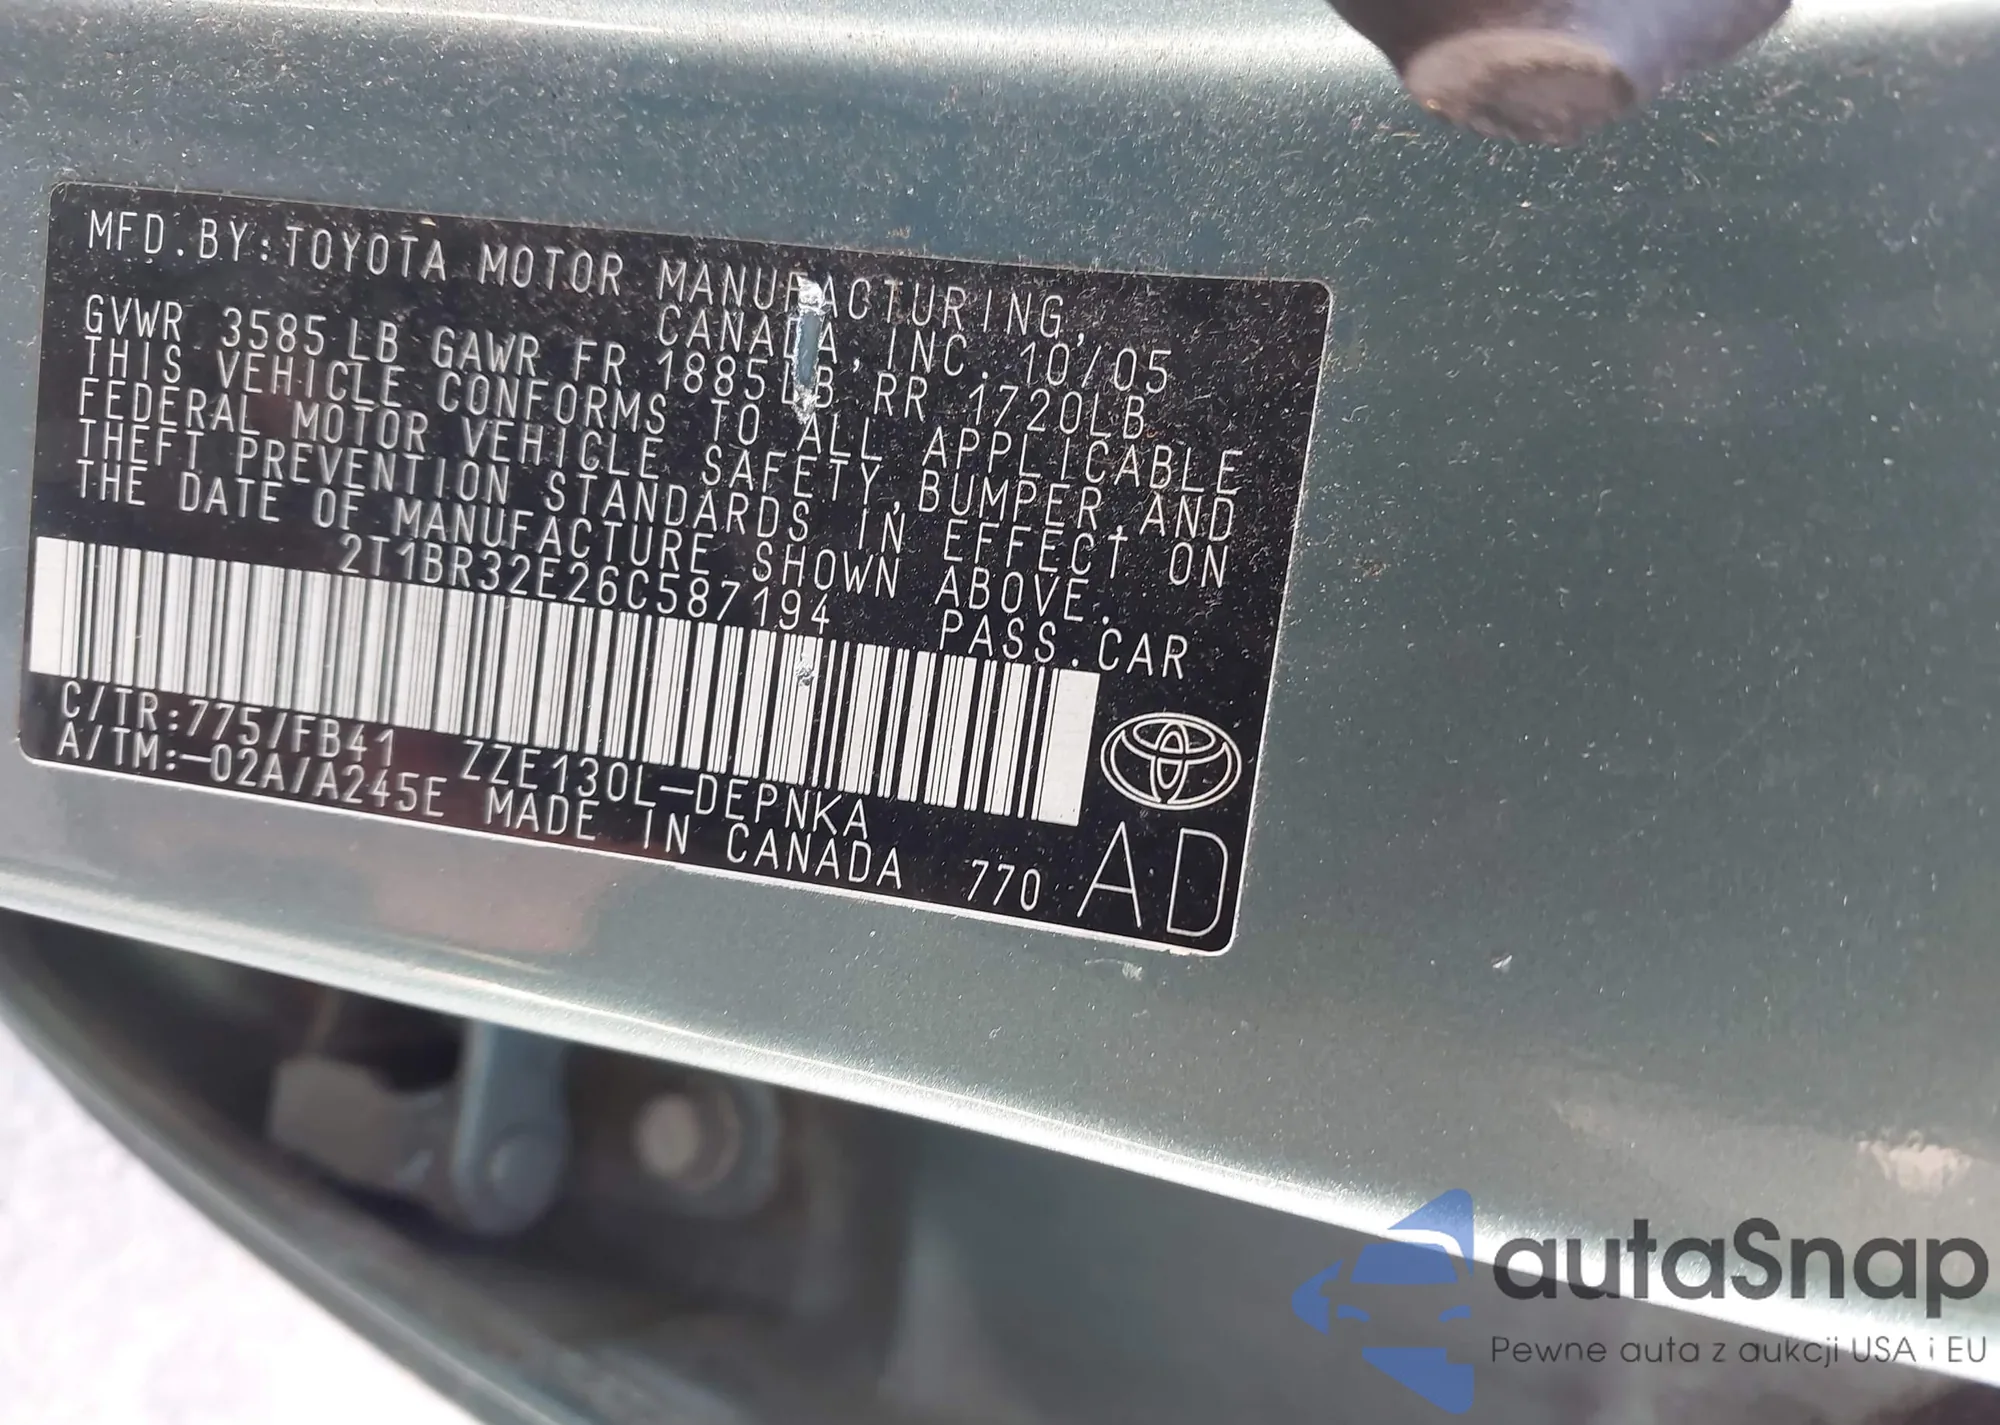 MFD.BY:TOYOTA MOTOR MANUFACTURING,
CANADA, INC. 10/05
GVWR 3585 LB GAWR FR 1885LB RR 1720LB
THIS VEHICLE CONFORMS TO ALL APPLICABLE
FEDERAL MOTOR VEHICLE SAFETY,BUMPER,AND
THEFT PREVENTION STANDARDS IN EFFECT ON
THE DATE OF MANUFACTURE SHOWN ABOVE.
2T1BR32E26C587194 PASS.CAR
C/TR:775/FB41 ZZE130L-DEPNKA
A/TM:-02A/A245E MADE IN CANADA 770 AD
autaSnap
Pewne auta z aukcji USA i EU